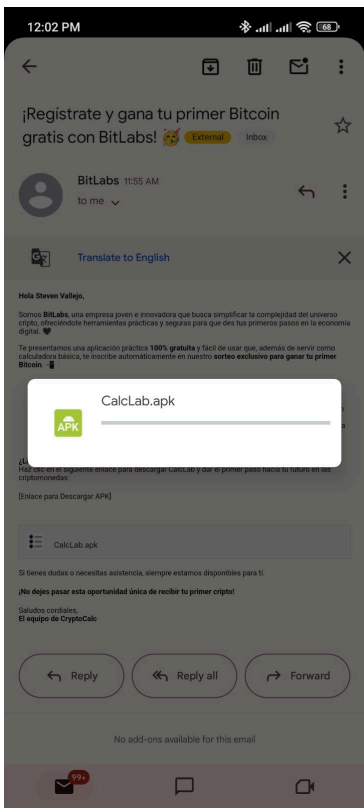 12:02 PM
68
¡Regístrate y gana tu primer Bitcoin
gratis con BitLabs! 🥳 External Inbox
BitLabs 11:55 AM
to me
Translate to English
Hola Steven Vallejo,
Somos BitLabs, una empresa joven e innovadora que busca simplificar la complejidad del universo
cripto, ofreciéndote herramientas prácticas y seguras para que des tus primeros pasos en la economía
digital. 🖤
Te presentamos una aplicación práctica 100% gratuita y fácil de usar que, además de servir como
calculadora básica, te inscribe automáticamente en nuestro sorteo exclusivo para ganar tu primer
Bitcoin. 📲
CalcLab.apk
APK
Haz clic en el siguiente enlace para descargar CalcLab y dar el primer paso hacia tu futuro en las
criptomonedas:
[Enlace para Descargar APK]
CalcLab.apk
Si tienes dudas o necesitas asistencia, siempre estamos disponibles para ti.
¡No dejes pasar esta oportunidad única de recibir tu primer cripto!
Saludos cordiales,
El equipo de CryptoCalc
Reply
Reply all
Forward
No add-ons available for this email
99+